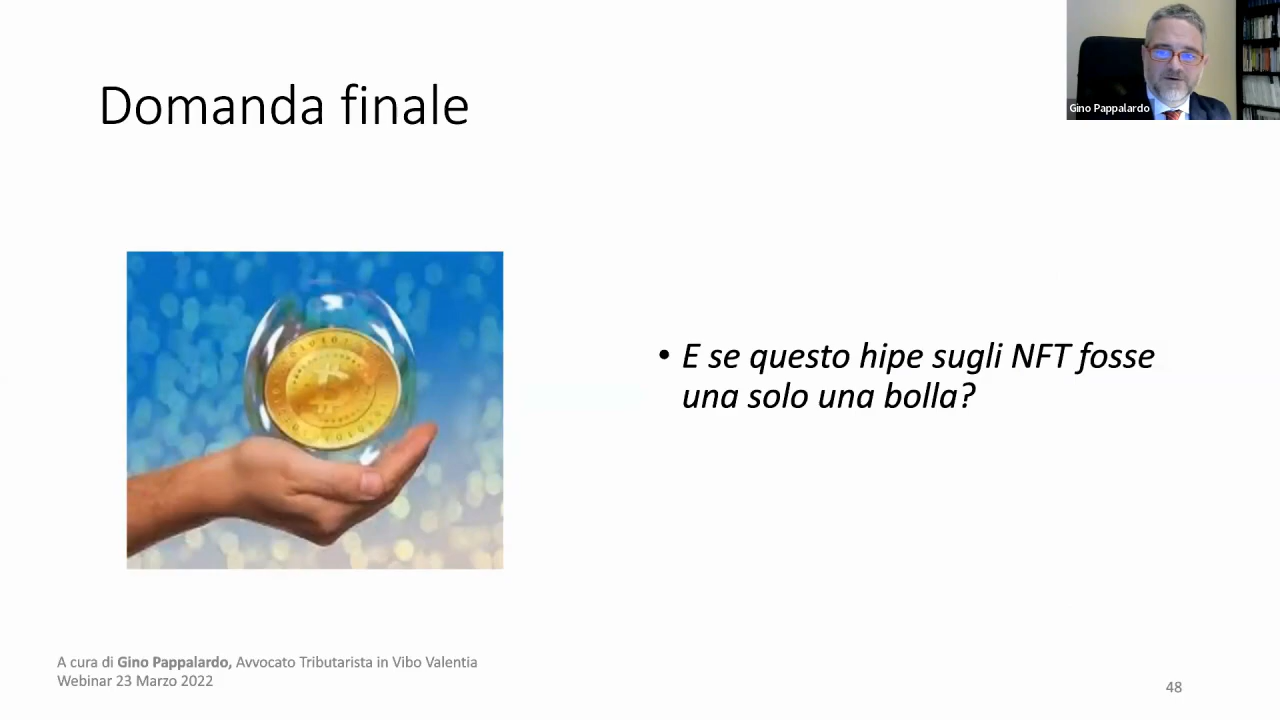 Domanda finale
Gino Pappalardo
• E se questo hipe sugli NFT fosse
una solo una bolla?
A cura di Gino Pappalardo, Avvocato Tributarista in Vibo Valentia
Webinar 23 Marzo 2022
48